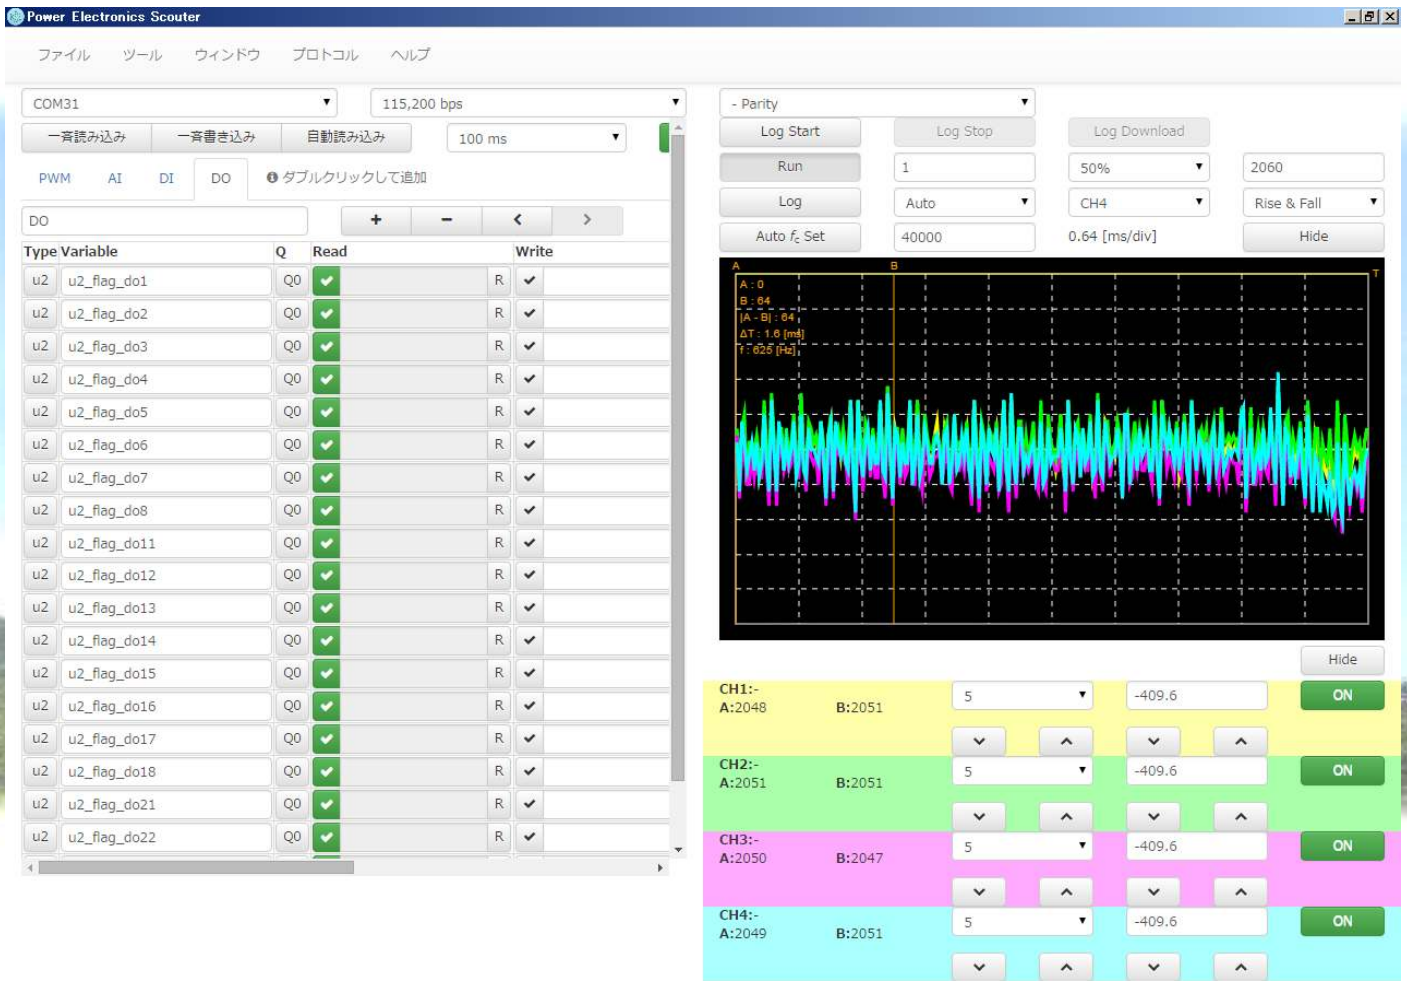 Power Electronics Scouter
ファイル ツール ウィンドウ プロトコル ヘルプ
COM31 115,200 bps - Parity
一斉読み込み 一斉書き込み 自動読み込み 100 ms
PWM AI DI DO ダブルクリックして追加
DO + − < >
Type Variable Q Read Write
u2 u2_flag_do1 Q0 R
u2 u2_flag_do2 Q0 R
u2 u2_flag_do3 Q0 R
u2 u2_flag_do4 Q0 R
u2 u2_flag_do5 Q0 R
u2 u2_flag_do6 Q0 R
u2 u2_flag_do7 Q0 R
u2 u2_flag_do8 Q0 R
u2 u2_flag_do11 Q0 R
u2 u2_flag_do12 Q0 R
u2 u2_flag_do13 Q0 R
u2 u2_flag_do14 Q0 R
u2 u2_flag_do15 Q0 R
u2 u2_flag_do16 Q0 R
u2 u2_flag_do17 Q0 R
u2 u2_flag_do18 Q0 R
u2 u2_flag_do21 Q0 R
u2 u2_flag_do22 Q0 R
Log Start Log Stop Log Download
Run 1 50% 2060
Log Auto CH4 Rise & Fall
Auto fc Set 40000 0.64 [ms/div] Hide
A B T
A : 0
B : 64
|A - B| : 64
ΔT : 1.6 [ms]
f : 625 [Hz]
Hide
CH1:- 5 -409.6 ON
A:2048 B:2051
CH2:- 5 -409.6 ON
A:2051 B:2051
CH3:- 5 -409.6 ON
A:2050 B:2047
CH4:- 5 -409.6 ON
A:2049 B:2051